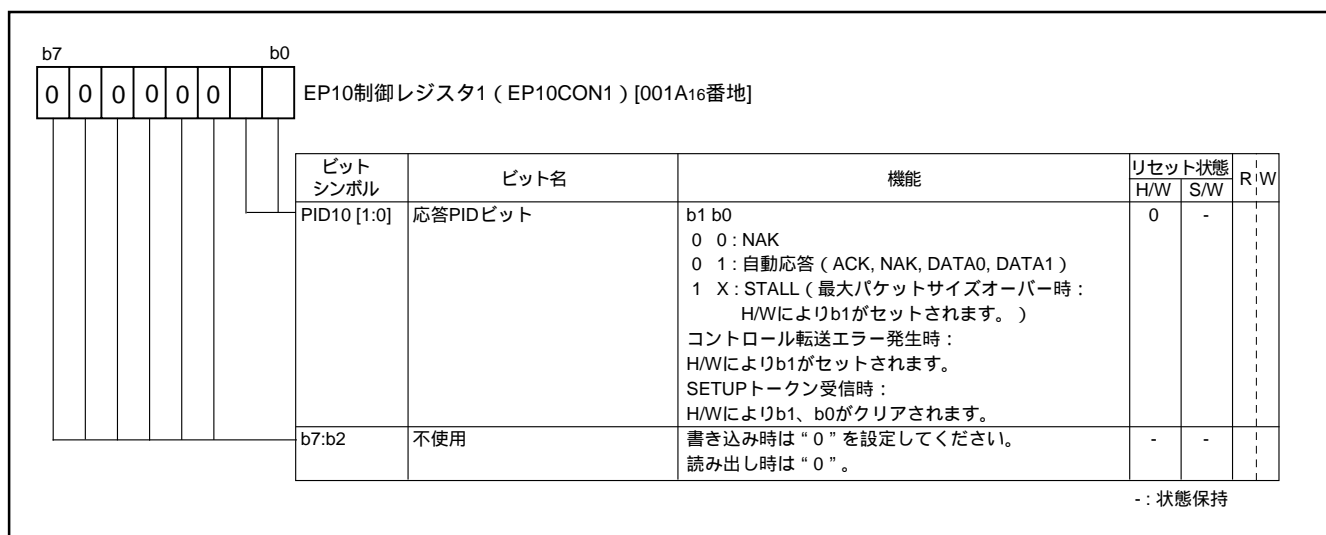 b7 b0
0 0 0 0 0 0
EP10制御レジスタ1(EP10CON1)[001A16番地]
ビット
シンボル ビット名 機能 リセット状態 R W
H/W S/W
PID10 [1:0] 応答PIDビット b1 b0 0 -
0 0 : NAK
0 1 : 自動応答(ACK, NAK, DATA0, DATA1)
1 X : STALL(最大パケットサイズオーバー時:
H/Wによりb1がセットされます。)
コントロール転送エラー発生時:
H/Wによりb1がセットされます。
SETUPトークン受信時:
H/Wによりb1、b0がクリアされます。
b7:b2 不使用 書き込み時は“0”を設定してください。 - -
読み出し時は“0”。
- : 状態保持